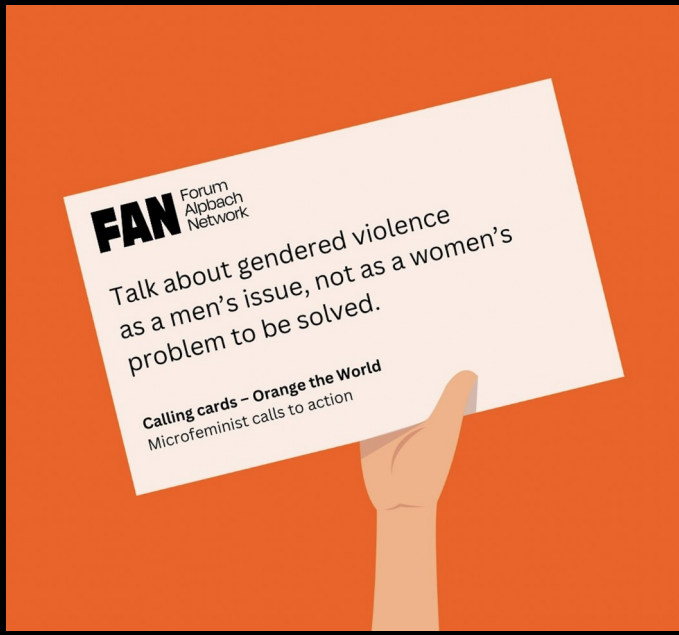 FAN
Forum
Alpbach
Network
Talk about gendered violence
as a men’s issue, not as a women’s
problem to be solved.
Calling cards – Orange the World
Microfeminist calls to action